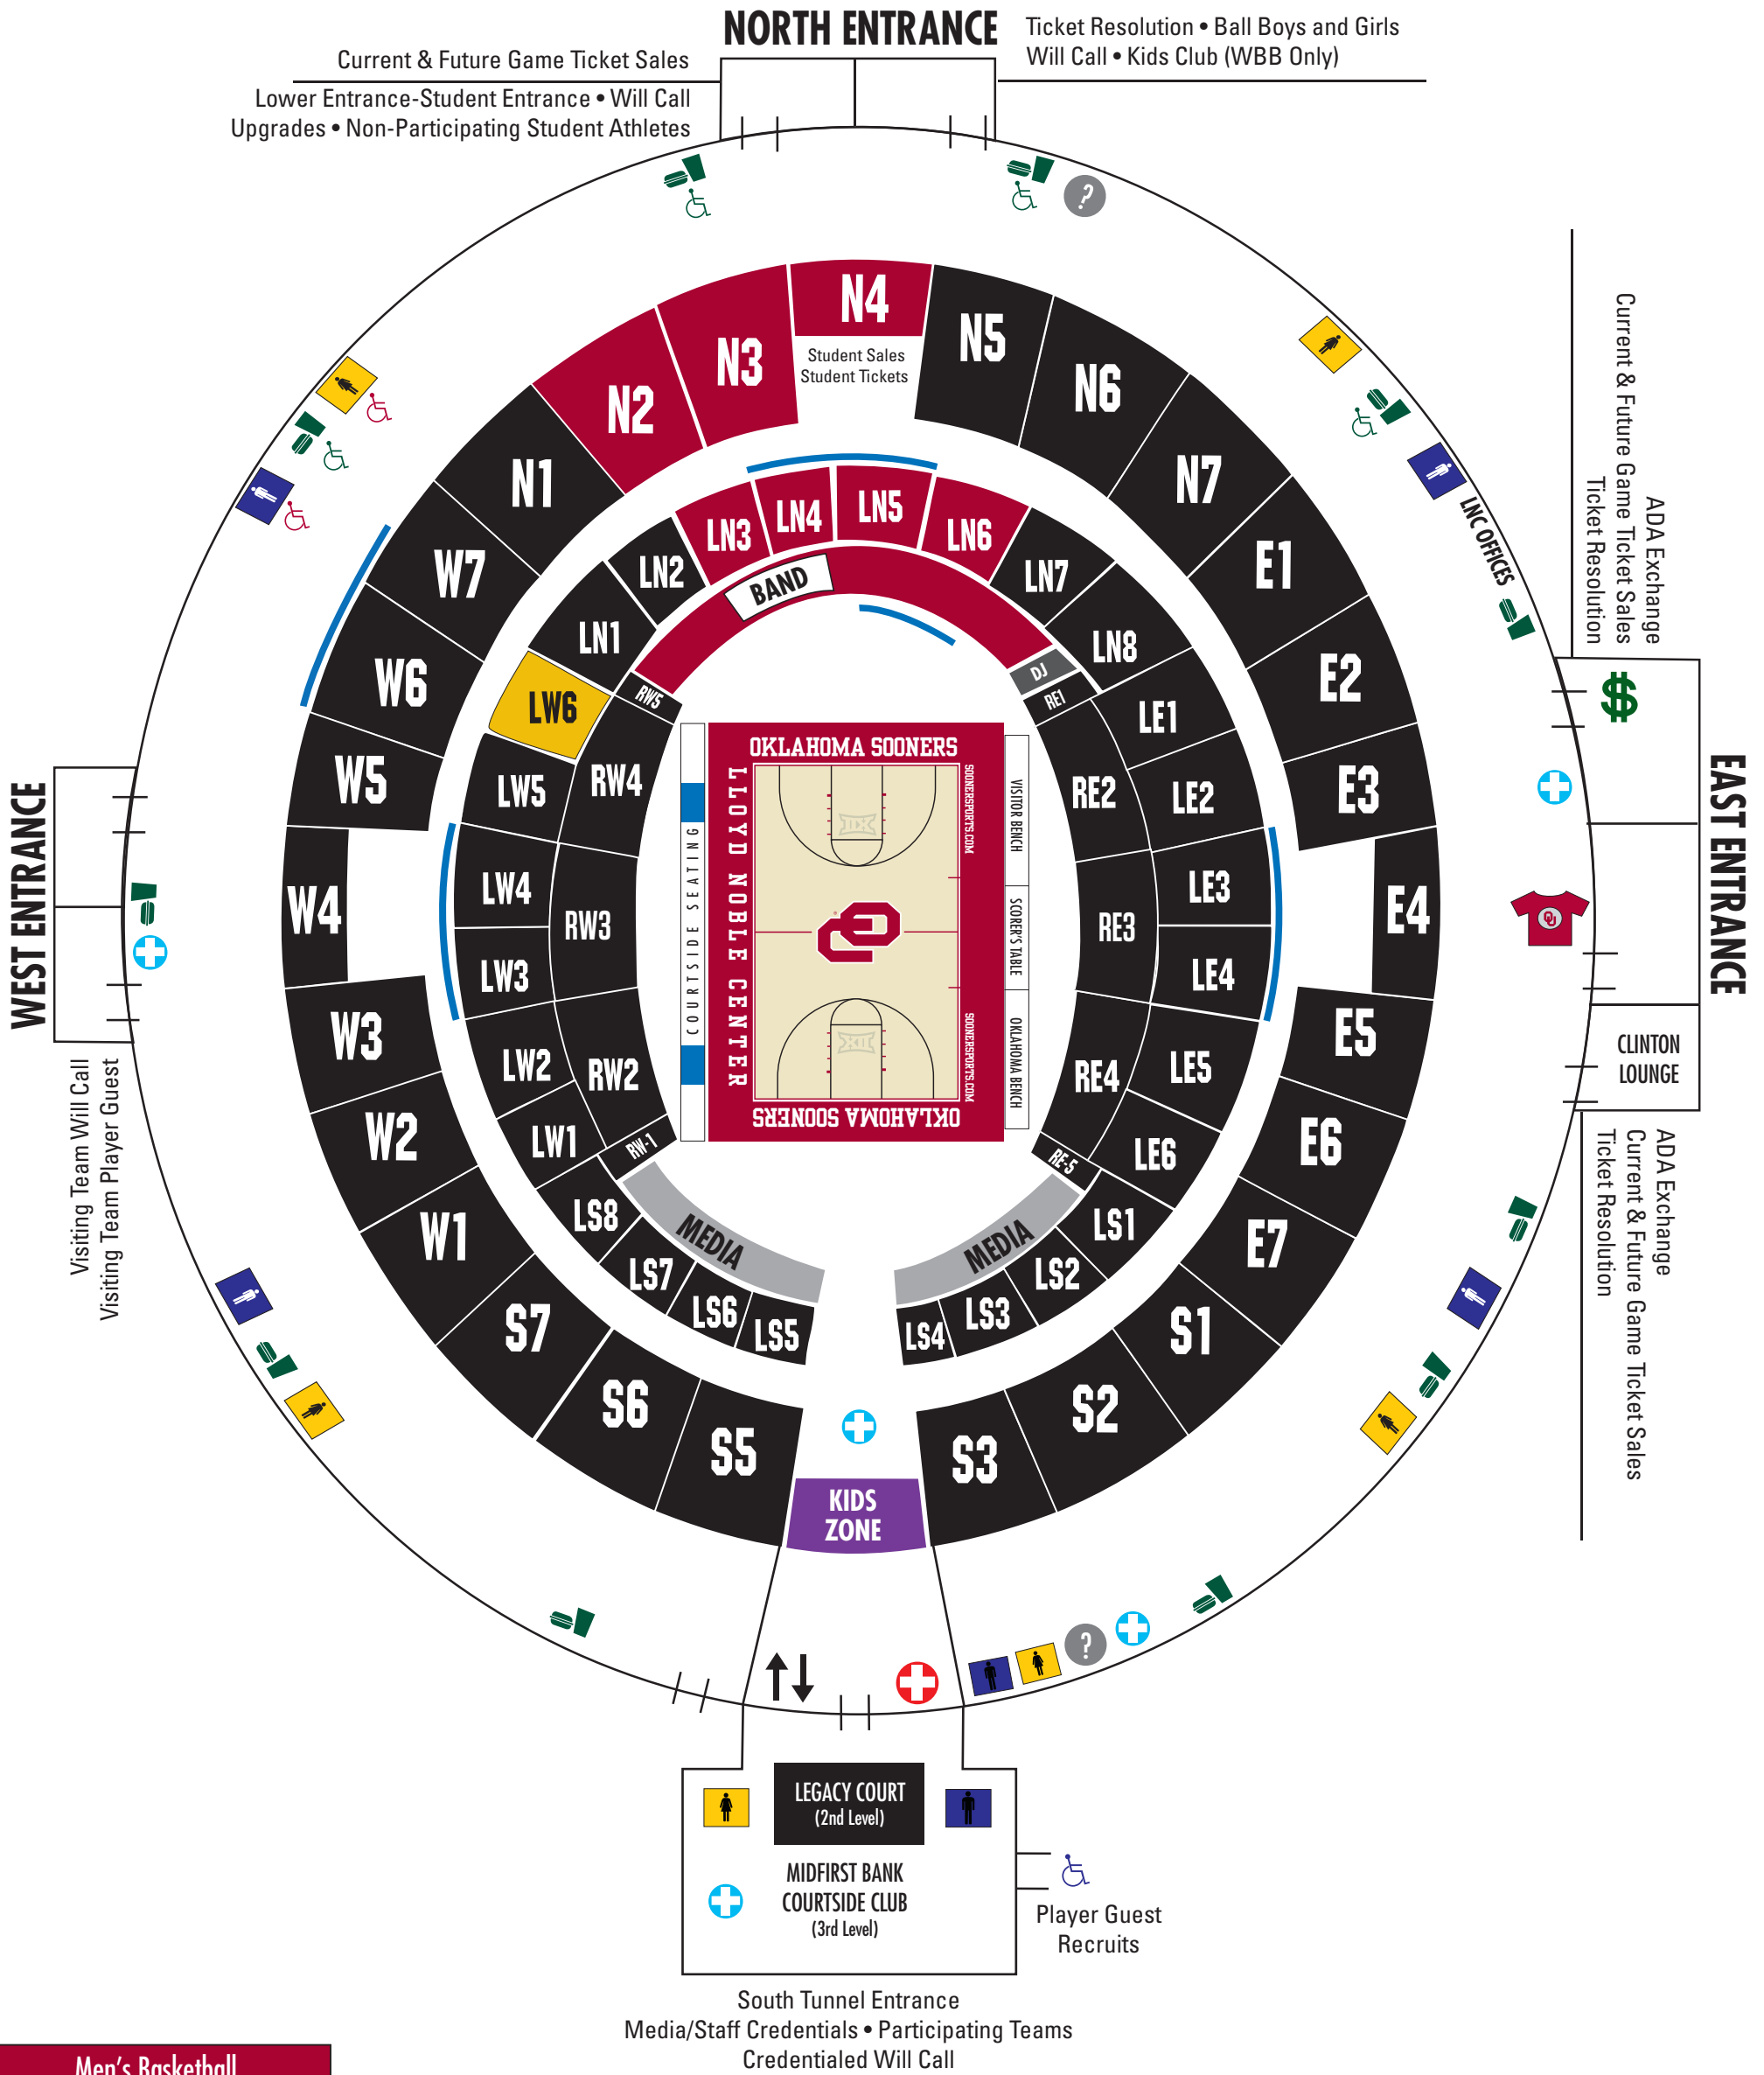 NORTH ENTRANCE
Current & Future Game Ticket Sales
Lower Entrance-Student Entrance • Will Call
Upgrades • Non-Participating Student Athletes
Ticket Resolution • Ball Boys and Girls
Will Call • Kids Club (WBB Only)
N4
Student Sales
Student Tickets
N3
N5
N2
N6
N1
N7
W7
E1
W6
E2
W5
E3
W4
E4
W3
E5
W2
E6
W1
E7
S7
S1
S6
S2
S5
S3
LN3
LN4
LN5
LN6
LN2
LN7
LN1
LN8
BAND
DJ
LW6
RW5
RE1
LE1
LW5
RW4
RE2
LE2
LW4
RW3
RE3
LE3
LW3
LE4
LW2
RW2
RE4
LE5
LW1
RW-1
RE-5
LE6
LS8
LS7
LS6
LS5
LS4
LS3
LS2
LS1
MEDIA
MEDIA
COURTSIDE SEATING
OKLAHOMA SOONERS
LLOYD NOBLE CENTER
SOONERSPORTS.COM
SOONERSPORTS.COM
XII
OU
XII
OKLAHOMA SOONERS
VISITOR BENCH
SCORER'S TABLE
OKLAHOMA BENCH
KIDS
ZONE
?
?
LNC OFFICES
ADA Exchange
Current & Future Game Ticket Sales
Ticket Resolution
$
EAST ENTRANCE
OU
CLINTON
LOUNGE
ADA Exchange
Current & Future Game Ticket Sales
Ticket Resolution
WEST ENTRANCE
Visiting Team Will Call
Visiting Team Player Guest
LEGACY COURT
(2nd Level)
MIDFIRST BANK
COURTSIDE CLUB
(3rd Level)
Player Guest
Recruits
South Tunnel Entrance
Media/Staff Credentials • Participating Teams
Credentialed Will Call
Men's Basketball